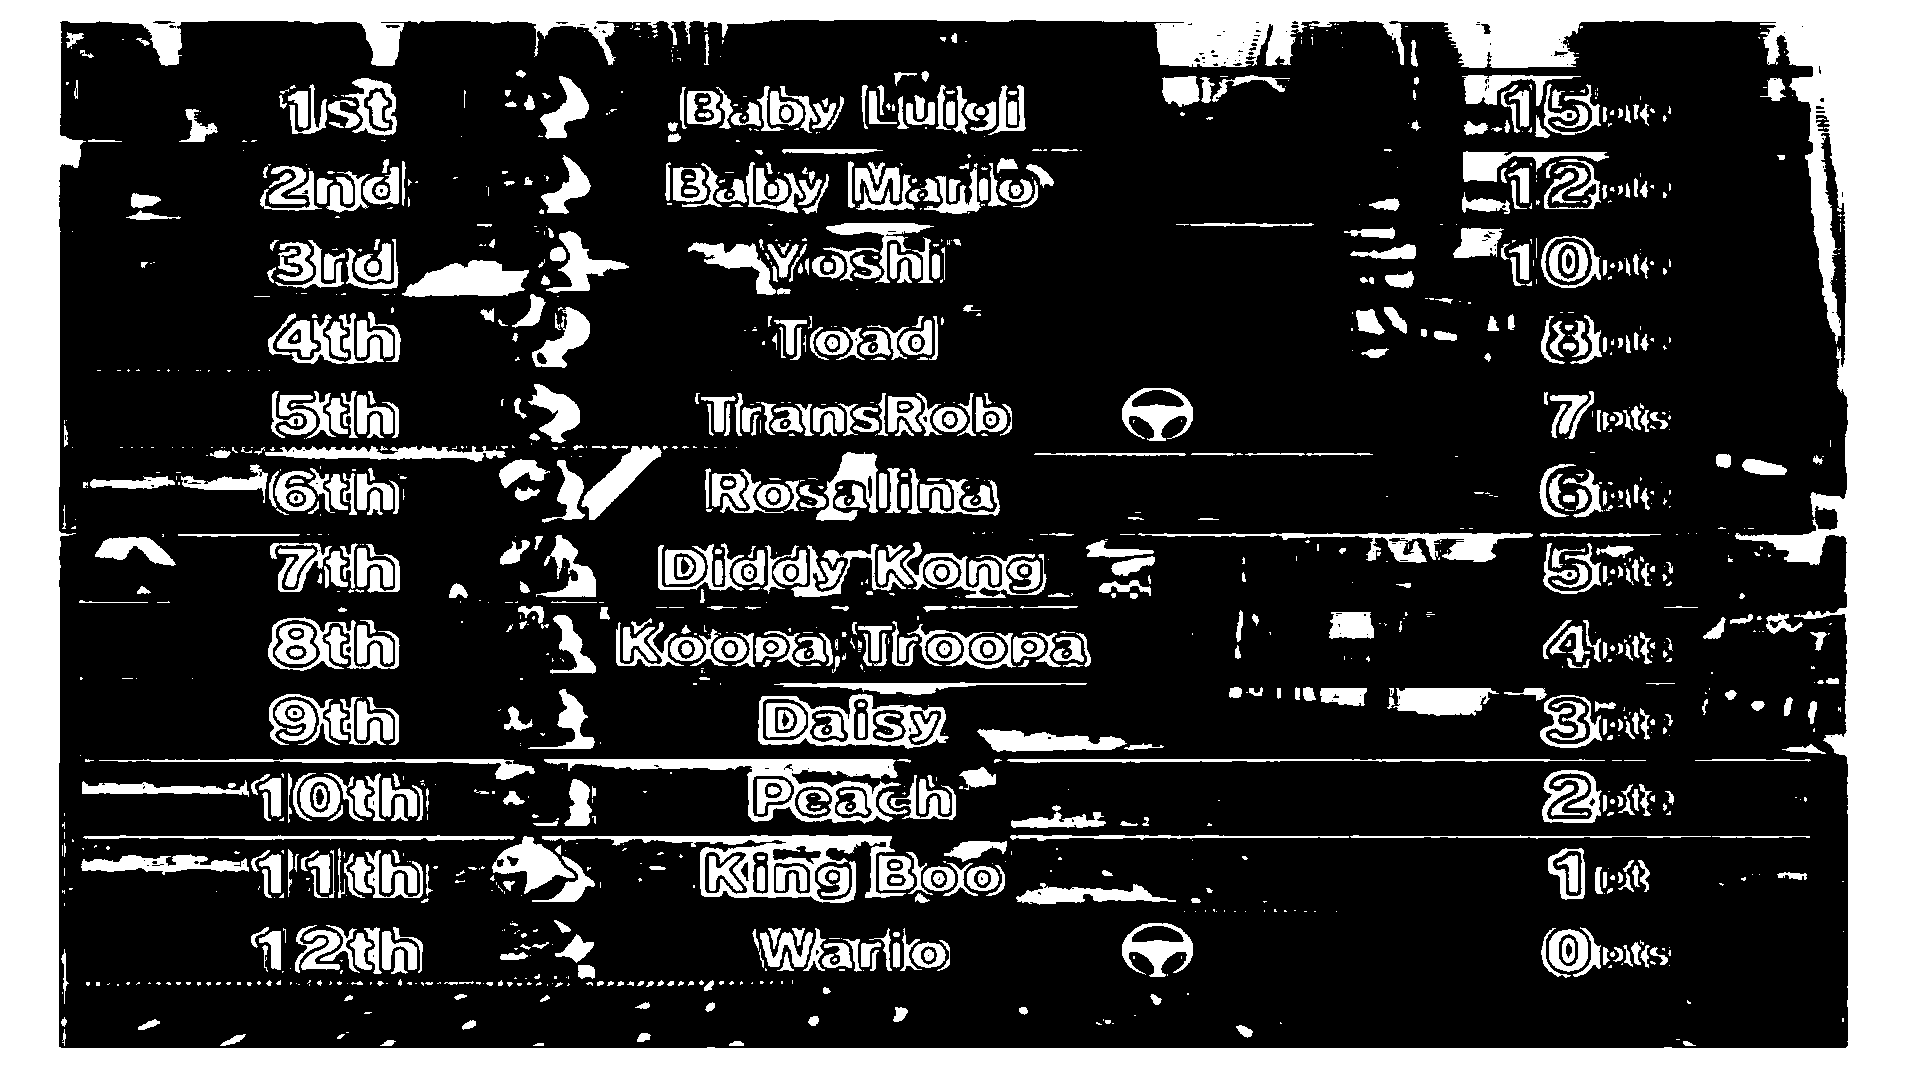 1st Baby Luigi 15pts
2nd Baby Mario 12pts
3rd Yoshi 10pts
4th Toad 8pts
5th TransRob 7pts
6th Rosalina 6pts
7th Diddy Kong 5pts
8th Koopa Troopa 4pts
9th Daisy 3pts
10th Peach 2pts
11th King Boo 1pt
12th Wario 0pts